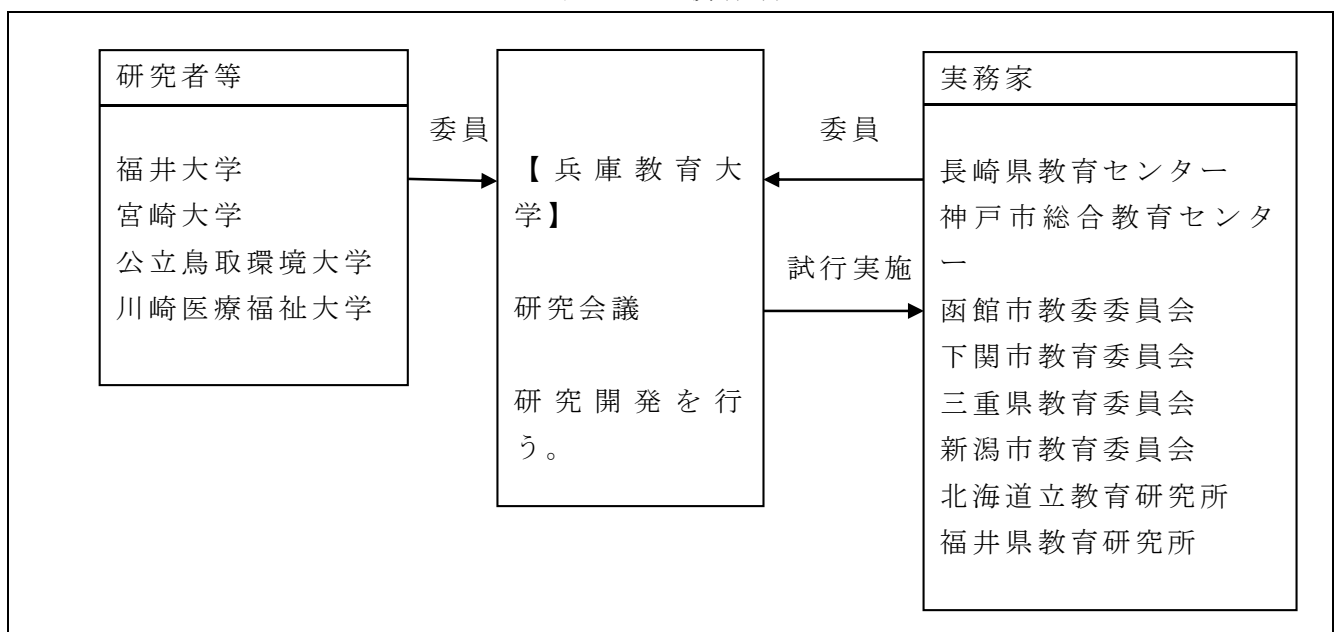 研究者等
福井大学
宮崎大学
公立鳥取環境大学
川崎医療福祉大学
委員
【兵庫教育大
学】
研究会議
研究開発を行
う。
委員
試行実施
実務家
長崎県教育センター
神戸市総合教育センタ
ー
函館市教委委員会
下関市教育委員会
三重県教育委員会
新潟市教育委員会
北海道立教育研究所
福井県教育研究所